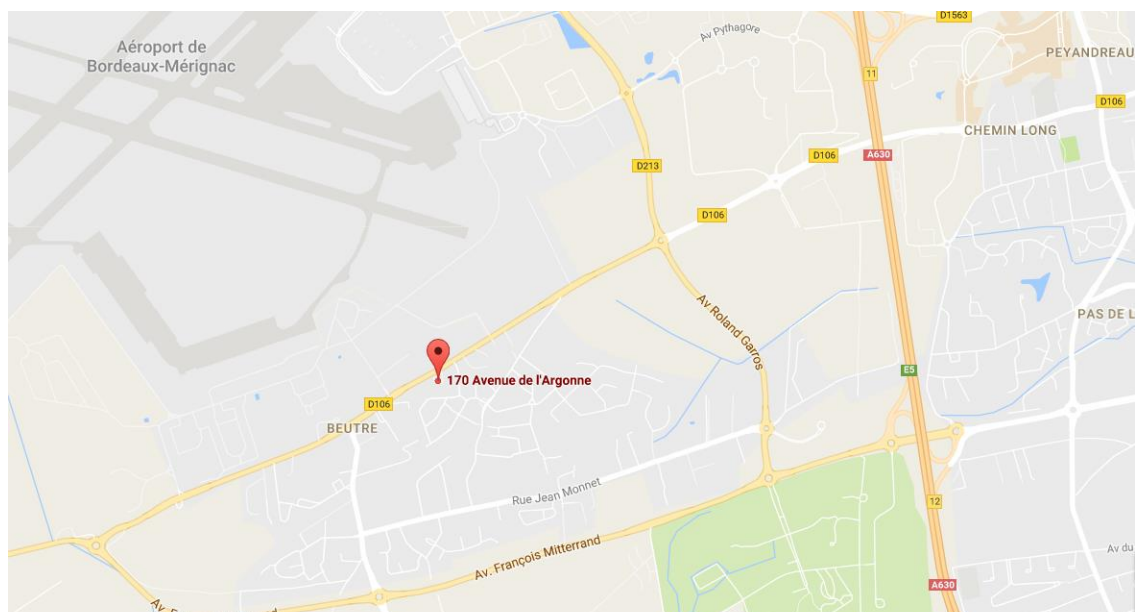 D1563
Aéroport de
Bordeaux-Mérignac
Av Pythagore
PEYANDREAU
11
D106
CHEMIN LONG
D106
A630
D213
D106
Av Roland Garros
PAS DE L
E5
170 Avenue de l'Argonne
D106
BEUTRE
Rue Jean Monnet
12
Av. François Mitterrand
Av du
A630